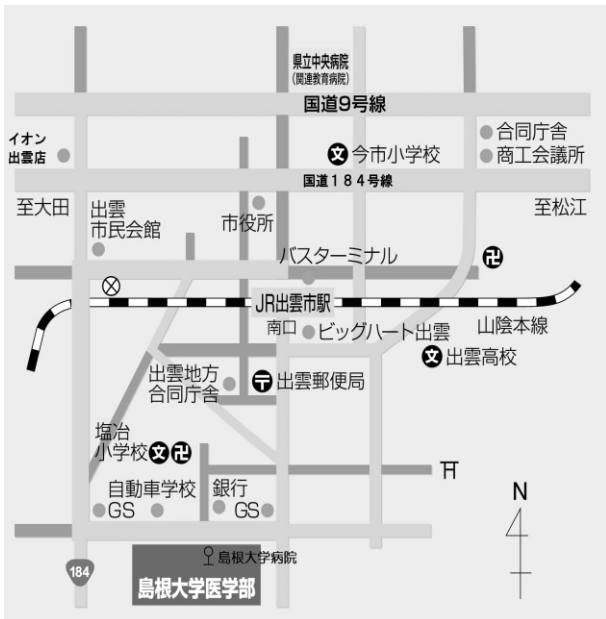 県立中央病院
(関連教育病院)
国道9号線
イオン
出雲店
文
今市小学校
合同庁舎
商工会議所
国道184号線
至大田
出雲
市民会館
市役所
至松江
バスターミナル
卍
JR出雲市駅
南口
ビッグハート出雲
山陰本線
文
出雲高校
出雲地方
合同庁舎
〒
出雲郵便局
塩冶
小学校
文
卍
自動車学校
銀行
GS
GS
N
島根大学病院
184
島根大学医学部